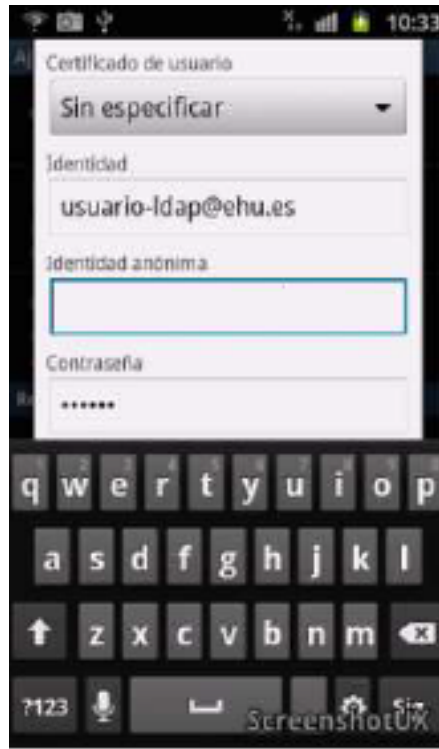 10:33
Certificado de usuario
Sin especificar
Identidad
usuario-ldap@ehu.es
Identidad anónima
Contraseña
••••••
q w e r t y u i o p
a s d f g h j k l
z x c v b n m
?123
ScreenshotUX